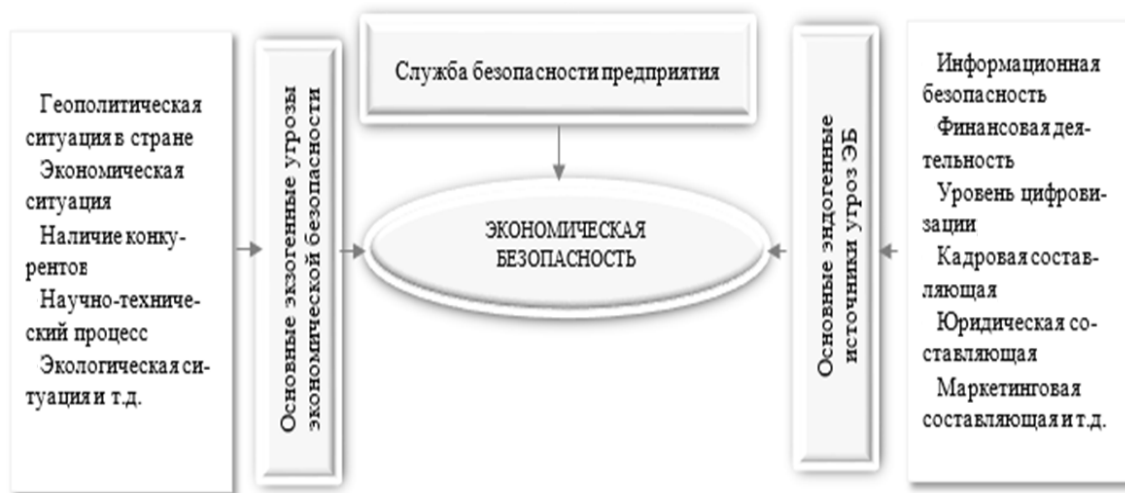 Геополитическая
ситуация в стране
Экономическая
ситуация
Наличие конку-
рентов
Научно-техниче-
ский процесс
Экологическая си-
туация и т.д.
Основные экзогенные угрозы
экономической безопасности
Служба безопасности предприятия
ЭКОНОМИЧЕСКАЯ
БЕЗОПАСНОСТЬ
Основные эндогенные
источники угроз ЭБ
Информационная
безопасность
Финансовая дея-
тельность
Уровень цифрови-
зации
Кадровая состав-
ляющая
Юридическая со-
ставляющая
Маркетинговая
составляющая и т.д.